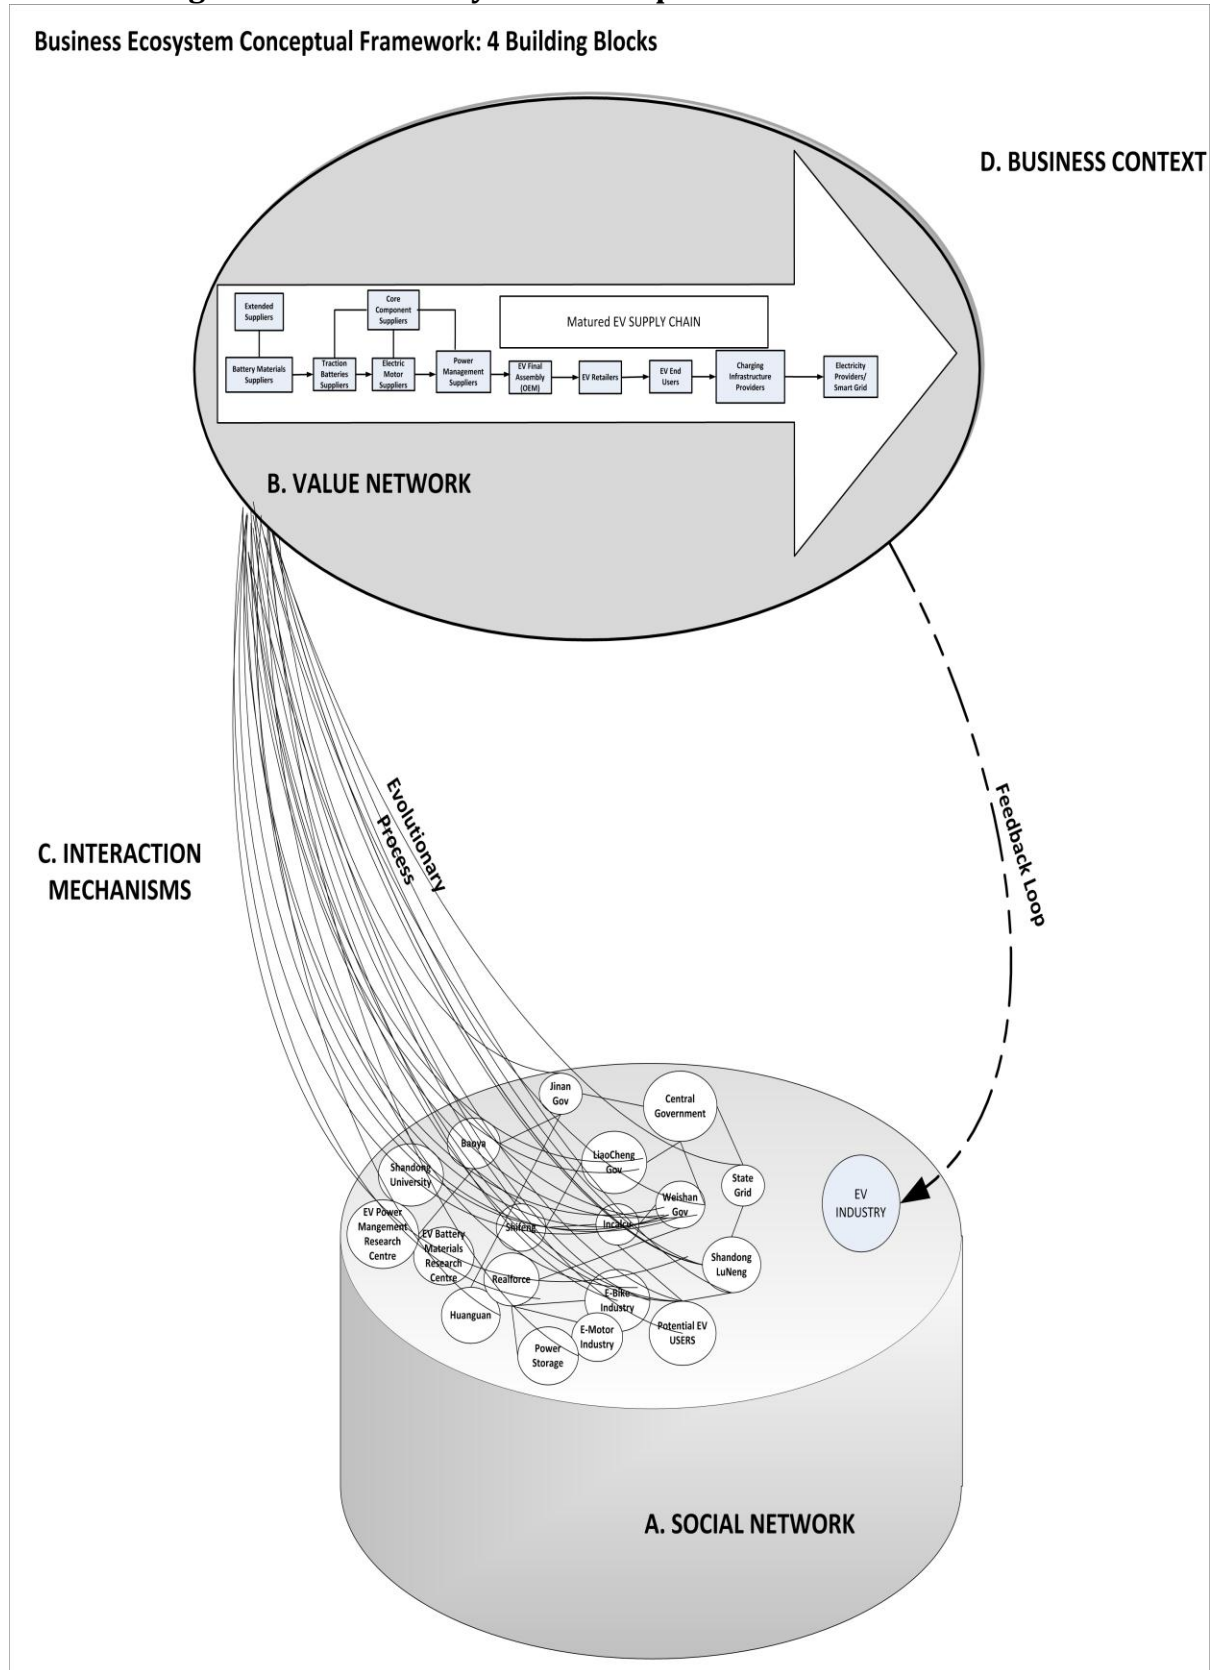 Business Ecosystem Conceptual Framework: 4 Building Blocks
D. BUSINESS CONTEXT
Extended
Suppliers
Core
Component
Suppliers
Matured EV SUPPLY CHAIN
Battery Materials
Suppliers
Traction
Batteries
Suppliers
Electric
Motor
Suppliers
Power
Management
Suppliers
EV Final
Assembly
(OEM)
EV Retailers
EV End
Users
Charging
Infrastructure
Providers
Electricity
Providers/
Smart Grid
B. VALUE NETWORK
Evolutionary
Process
Feedback Loop
C. INTERACTION
MECHANISMS
Jinan
Gov
Central
Government
Baoya
LiaoCheng
Gov
Shandong
University
State
Grid
EV
INDUSTRY
Weishan
Gov
EV Power
Mangement
Research
Centre
Shifeng
Incalcu
EV Battery
Materials
Research
Centre
Shandong
LuNeng
Realforce
E-Bike
Industry
Huanguan
E-Motor
Industry
Potential EV
USERS
Power
Storage
A. SOCIAL NETWORK